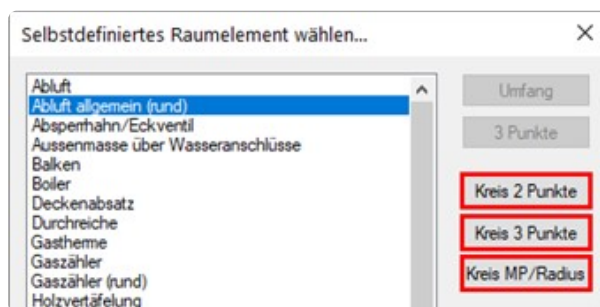 Selbstdefiniertes Raumelement wählen...
Abluft
Abluft allgemein (rund)
Absperrhahn/Eckventil
Aussenmasse über Wasseranschlüsse
Balken
Boiler
Deckenabsatz
Durchreiche
Gastherme
Gaszähler
Gaszähler (rund)
Holzvertäfelung
Umfang
3 Punkte
Kreis 2 Punkte
Kreis 3 Punkte
Kreis MP/Radius